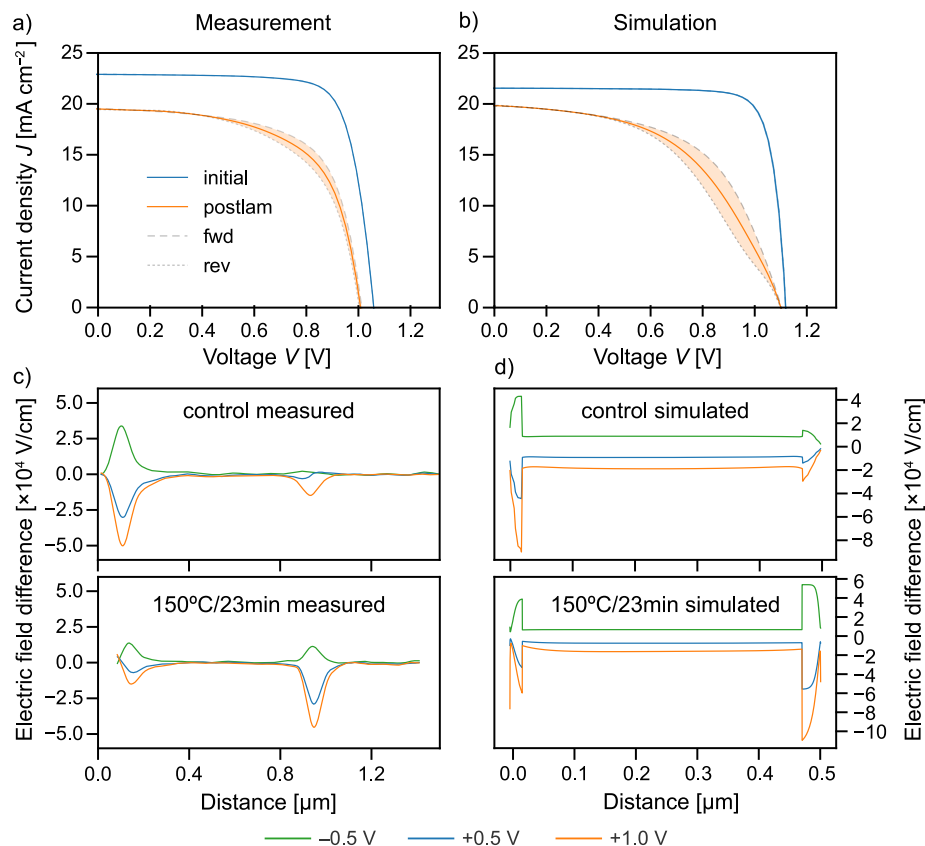 a) Measurement
b) Simulation
Current density J [mA cm⁻²]
25
20
15
10
5
0
initial
postlam
fwd
rev
0.0 0.2 0.4 0.6 0.8 1.0 1.2
Voltage V [V]
25
20
15
10
5
0
0.0 0.2 0.4 0.6 0.8 1.0 1.2
Voltage V [V]
c)
Electric field difference [×10⁴ V/cm]
5.0
2.5
0.0
−2.5
−5.0
control measured
5.0
2.5
0.0
−2.5
−5.0
150ºC/23min measured
0.0 0.4 0.8 1.2
Distance [µm]
d)
control simulated
4
2
0
−2
−4
−6
−8
150ºC/23min simulated
6
4
2
0
−2
−4
−6
−8
−10
Electric field difference [×10⁴ V/cm]
0.0 0.1 0.2 0.3 0.4 0.5
Distance [µm]
−0.5 V +0.5 V +1.0 V